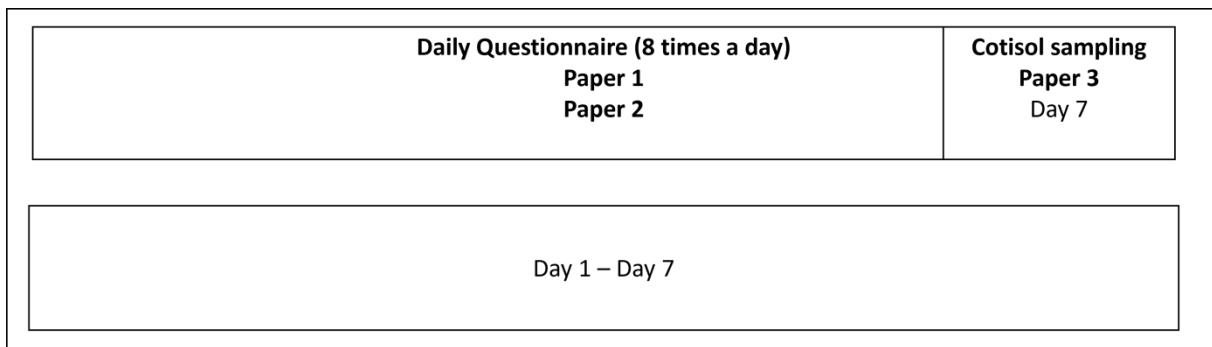 Daily Questionnaire (8 times a day)
Paper 1
Paper 2
Cotisol sampling
Paper 3
Day 7
Day 1 – Day 7